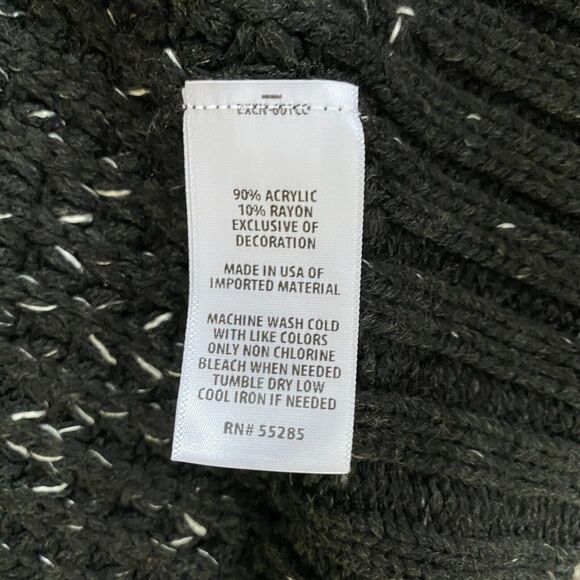 90% ACRYLIC
10% RAYON
EXCLUSIVE OF
DECORATION
MADE IN USA OF
IMPORTED MATERIAL
MACHINE WASH COLD
WITH LIKE COLORS
ONLY NON CHLORINE
BLEACH WHEN NEEDED
TUMBLE DRY LOW
COOL IRON IF NEEDED
RN# 55285